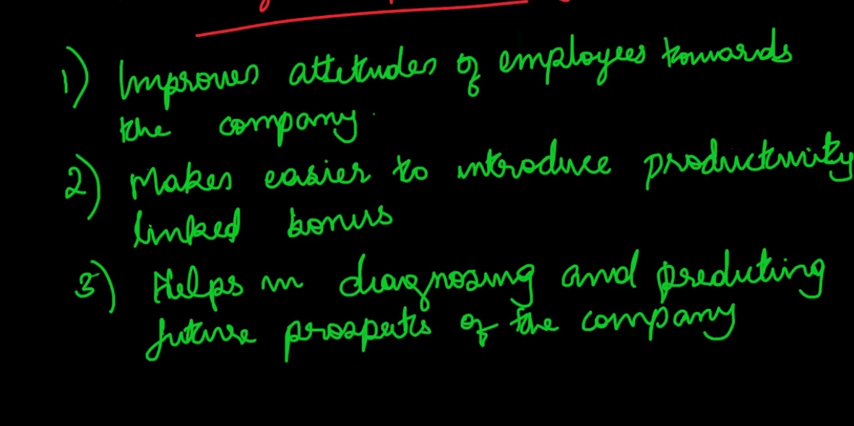 1) Improves attitudes of employees towards
the company.
2) Makes easier to introduce productivity
linked bonus
3) Helps in diagnosing and predicting
future prospects of the company